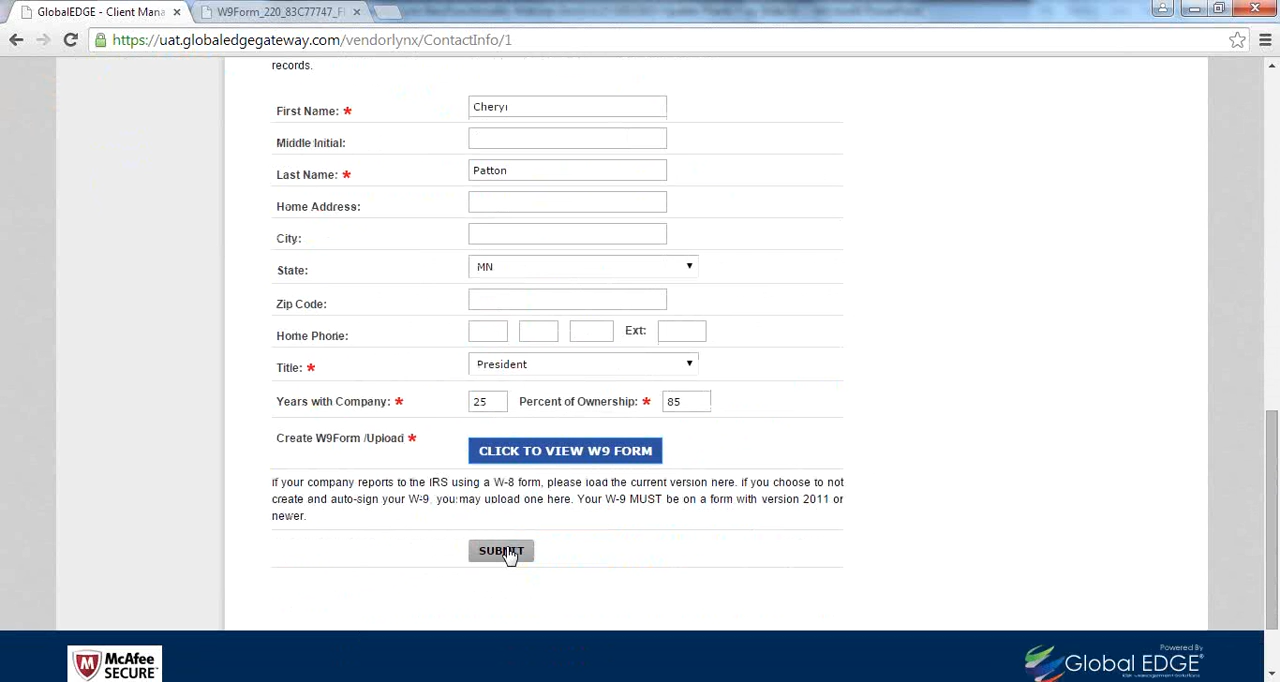 GlobalEDGE - Client Mana
W9Form_220_83C77747_Fi
https://uat.globaledgegateway.com/vendorlynx/ContactInfo/1
records.
First Name: * Cheryl
Middle Initial:
Last Name: * Patton
Home Address:
City:
State: MN
Zip Code:
Home Phone: Ext:
Title: * President
Years with Company: * 25 Percent of Ownership: * 85
Create W9Form /Upload * CLICK TO VIEW W9 FORM
If your company reports to the IRS using a W-8 form, please load the current version here. if you choose to not
create and auto-sign your W-9, you may upload one here. Your W-9 MUST be on a form with version 2011 or
newer.
SUBMIT
McAfee
SECURE™
Powered By
Global EDGE
Risk Management Solutions